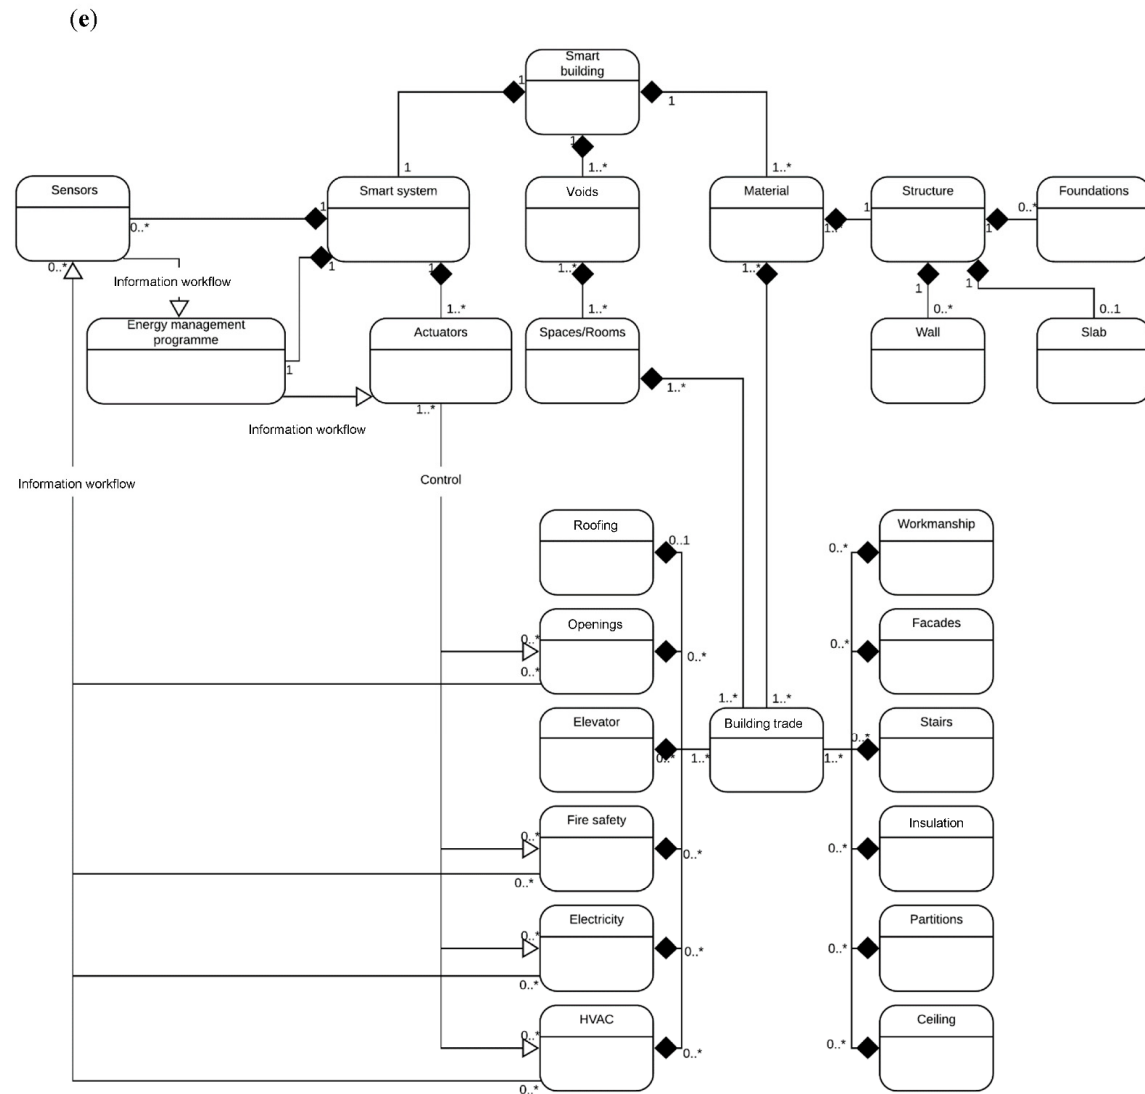 (e)
Smart
building
1
1
1
1
1..*
1..*
Sensors
Smart system
Voids
Material
Structure
Foundations
0..*
1
1..*
1
1
0..*
0..*
1
1
1..*
1..*
1
1
Information workflow
1..*
1..*
0..*
0..1
Energy management
programme
Actuators
Spaces/Rooms
Wall
Slab
1
1..*
1..*
Information workflow
Information workflow
Control
Roofing
0..1
Workmanship
0..*
Openings
0..*
0..*
0..*
Facades
0..*
1..*
1..*
Elevator
0..*
1..*
Building trade
1..*
0..*
Stairs
Fire safety
0..*
0..*
0..*
Insulation
0..*
Electricity
0..*
0..*
0..*
Partitions
0..*
HVAC
0..*
0..*
0..*
Ceiling
0..*